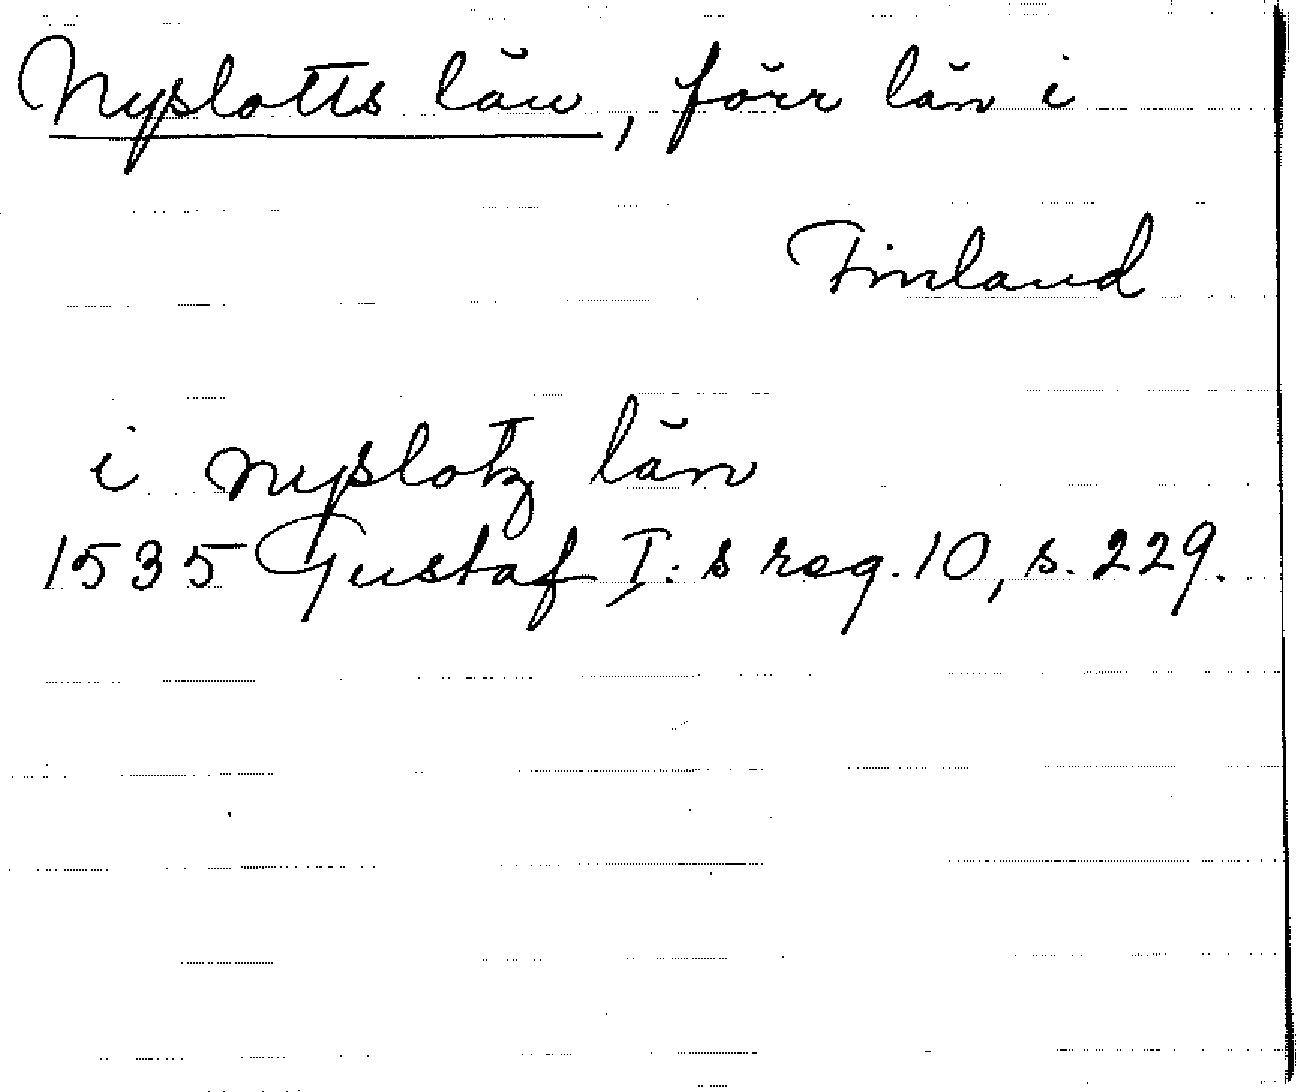 Nyslotts län, förr län i
Finland
i nyslotz län
1535 Gustaf I:s reg. 10, s. 229.